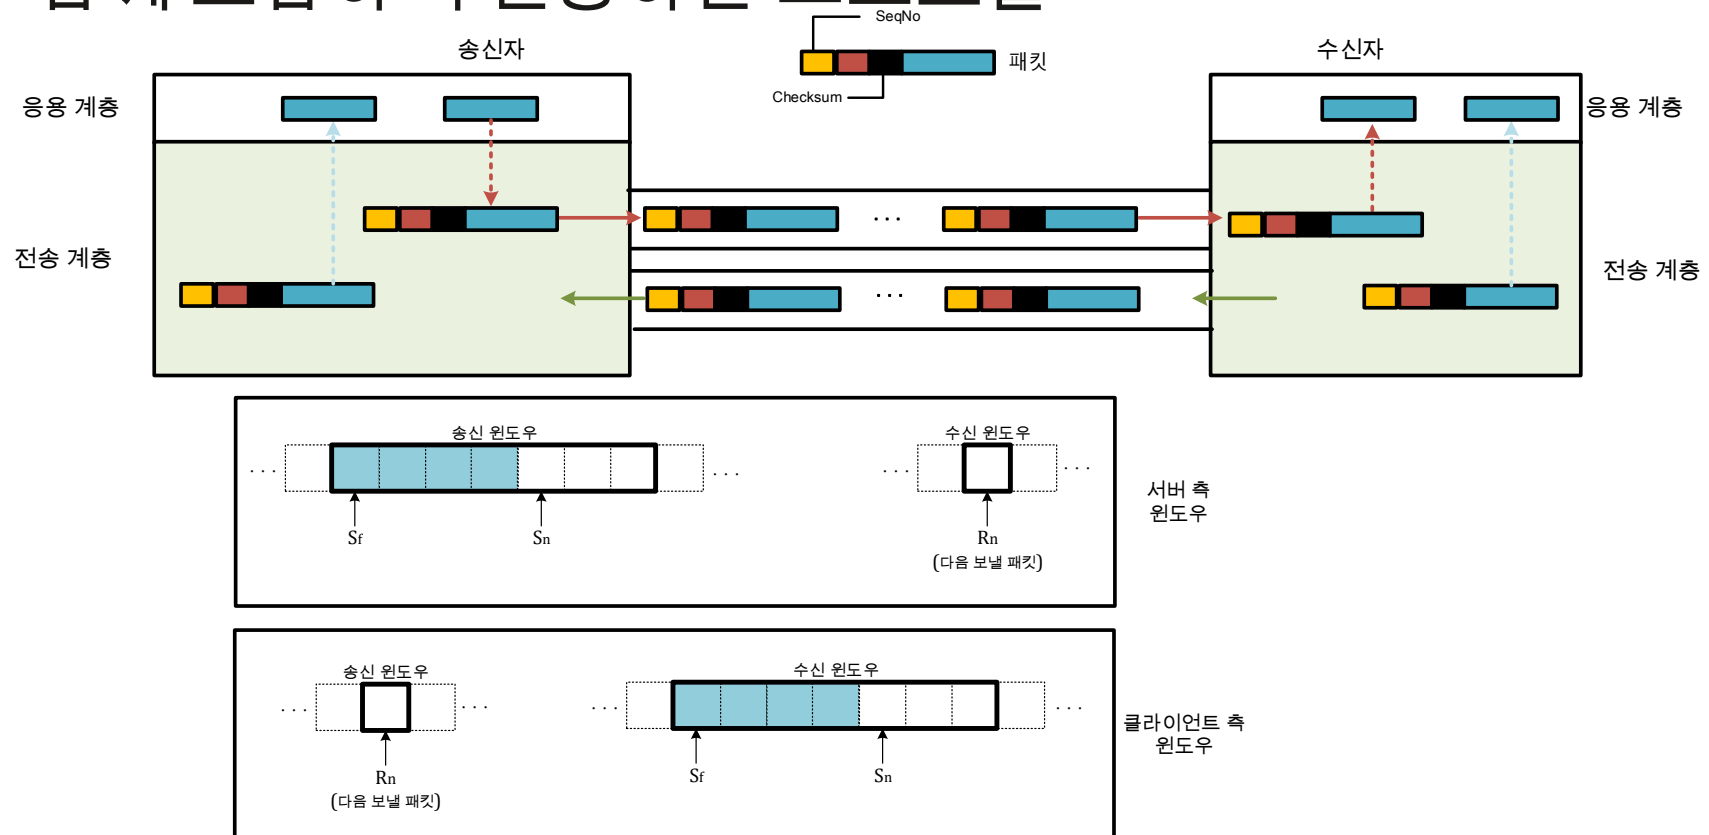 SeqNo
송신자
수신자
패킷
Checksum
응용 계층
응용 계층
전송 계층
전송 계층
. . .
. . .
송신 윈도우
수신 윈도우
. . .
. . .
. . .
. . .
Sf
Sn
Rn
(다음 보낼 패킷)
서버 측
윈도우
송신 윈도우
수신 윈도우
. . .
. . .
. . .
. . .
Rn
(다음 보낼 패킷)
Sf
Sn
클라이언트 측
윈도우